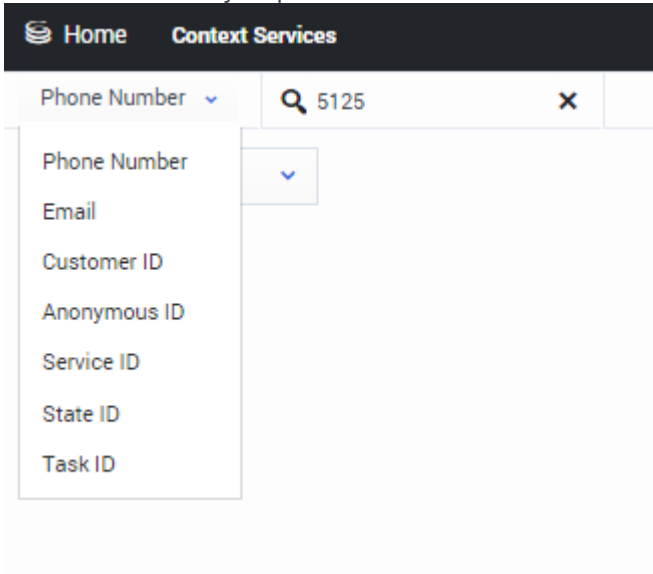 Home Context Services
Phone Number 5125
Phone Number
Email
Customer ID
Anonymous ID
Service ID
State ID
Task ID